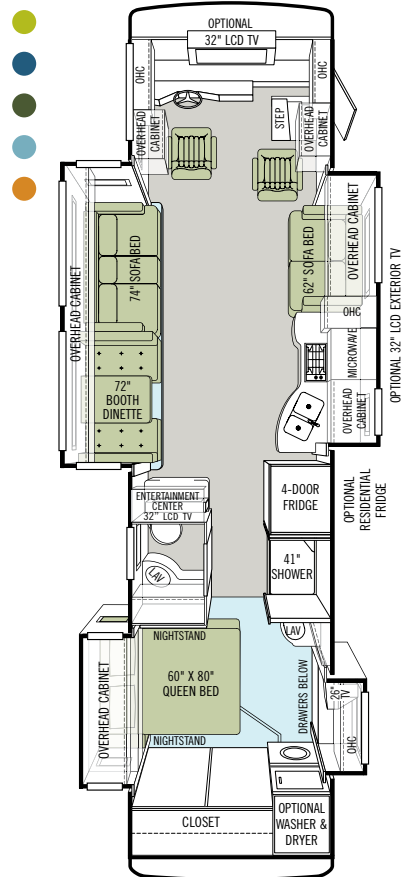 OPTIONAL
32" LCD TV
OHC
OHC
OVERHEAD
CABINET
STEP
OVERHEAD
CABINET
OVERHEAD CABINET
74" SOFA BED
62" SOFA BED
OVERHEAD CABINET
OHC
MICROWAVE
OPTIONAL 32" LCD EXTERIOR TV
72"
BOOTH
DINETTE
OVERHEAD
CABINET
ENTERTAINMENT
CENTER
32" LCD TV
4-DOOR
FRIDGE
OPTIONAL
RESIDENTIAL
FRIDGE
LAV
41"
SHOWER
LAV
NIGHTSTAND
OVERHEAD CABINET
60" X 80"
QUEEN BED
DRAWERS BELOW
26"
TV
NIGHTSTAND
OHC
CLOSET
OPTIONAL
WASHER &
DRYER